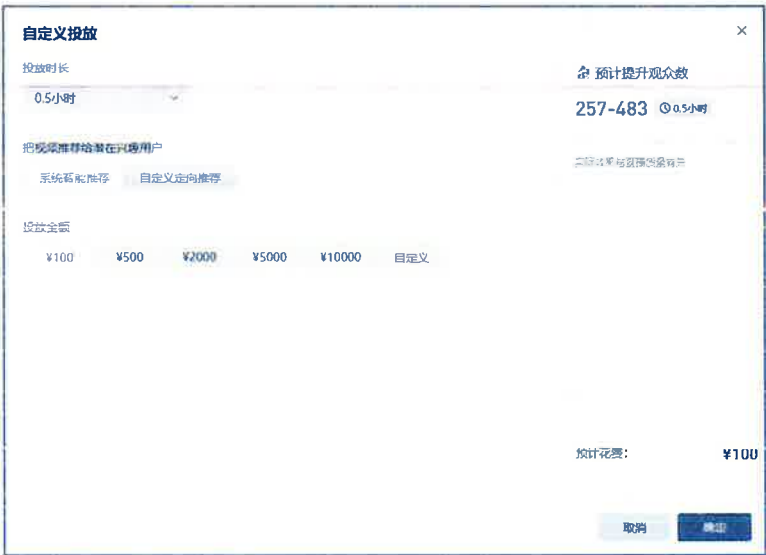 自定义投放
投放时长
0.5小时
把视频推荐给潜在兴趣用户
系统智能推荐 自定义定向推荐
投放金额
¥100 ¥500 ¥2000 ¥5000 ¥10000 自定义
预计提升观众数
257-483 0.5小时
预计花费: ¥100
取消 确定